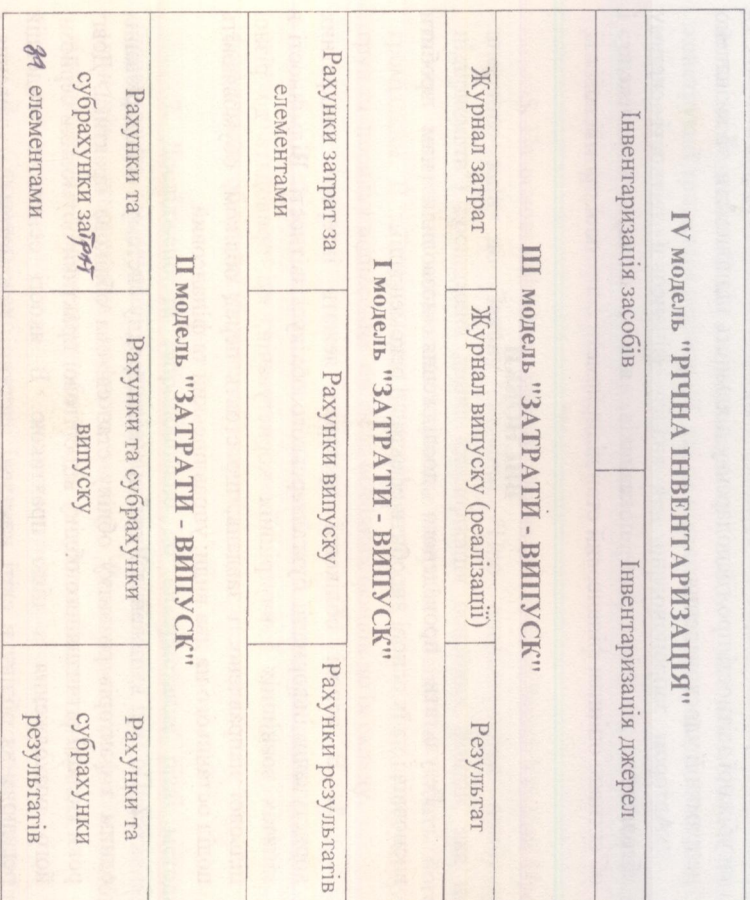 IV модель "РІЧНА ІНВЕНТАРИЗАЦІЯ"
Інвентаризація засобів
Інвентаризація джерел
III модель "ЗАТРАТИ - ВИПУСК"
Журнал затрат
Журнал випуску (реалізації)
Результат
I модель "ЗАТРАТИ - ВИПУСК"
Рахунки затрат за
елементами
Рахунки випуску
Рахунки результатів
II модель "ЗАТРАТИ - ВИПУСК"
Рахунки та
субрахунки затрат
за елементами
Рахунки та субрахунки
випуску
Рахунки та
субрахунки
результатів